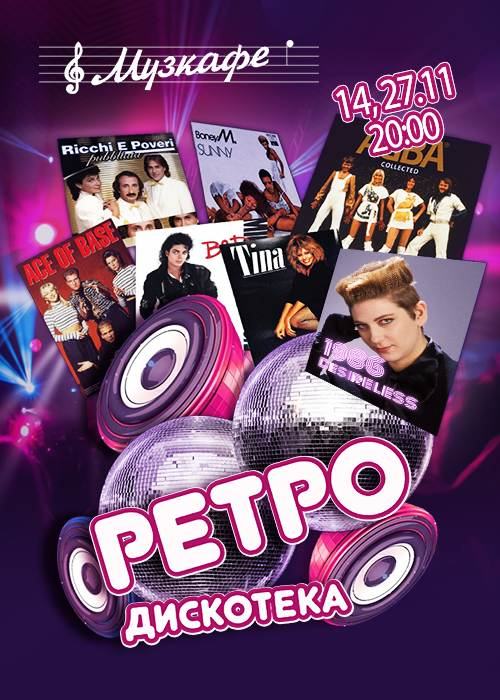 Музкафе
14, 27.11
20:00
Ricchi E Poveri
pubblicità
Boney M.
SUNNY
ABBA
COLLECTED
ACE OF BASE
Tina
1986
DESIRELESS
РЕТРО
ДИСКОТЕКА